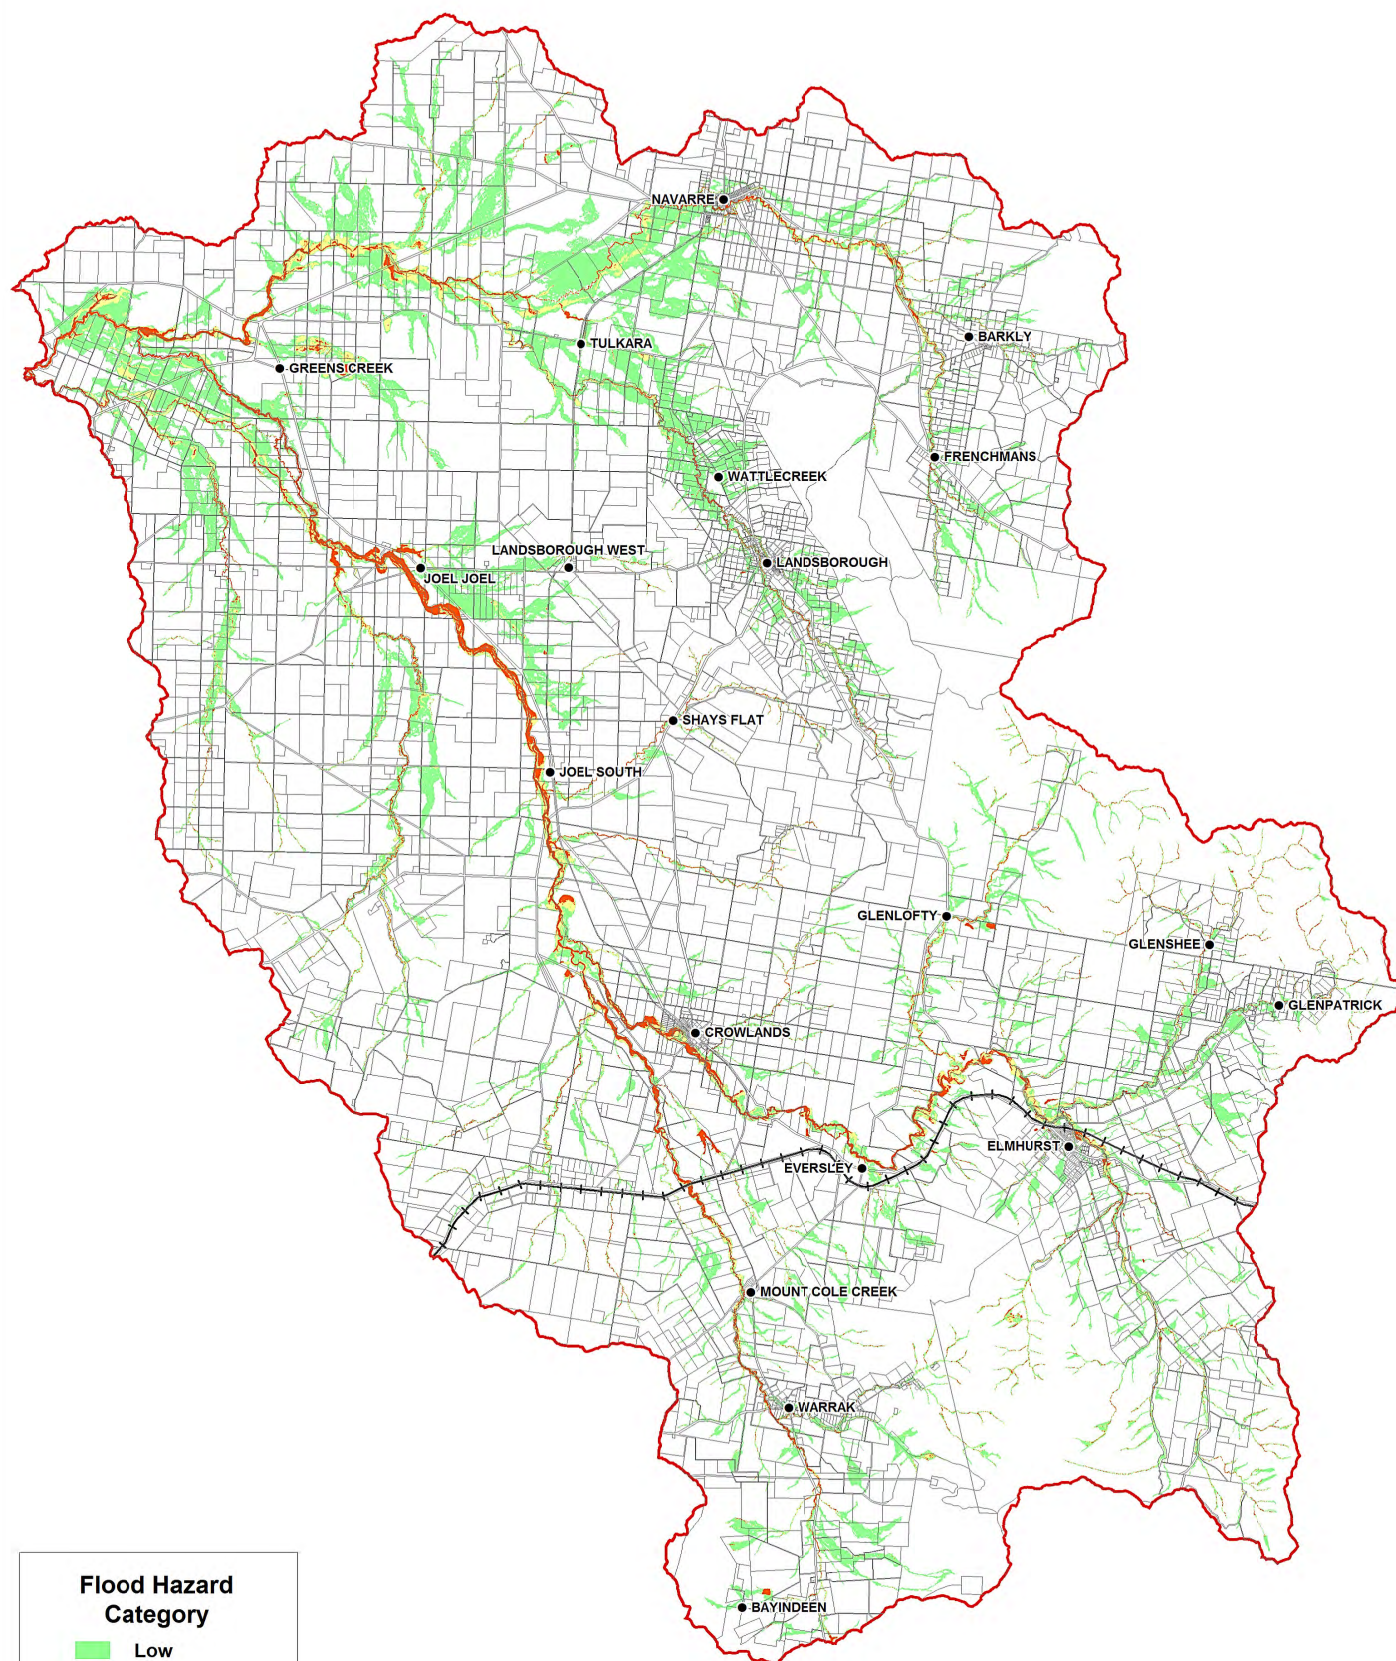 NAVARRE
BARKLY
TULKARA
GREENS CREEK
FRENCHMANS
WATTLECREEK
LANDSBOROUGH WEST
LANDSBOROUGH
JOEL JOEL
SHAYS FLAT
JOEL SOUTH
GLENLOFTY
GLENSHEE
GLENPATRICK
CROWLANDS
ELMHURST
EVERSLEY
MOUNT COLE CREEK
WARRAK
BAYINDEEN
Flood Hazard
Category
Low